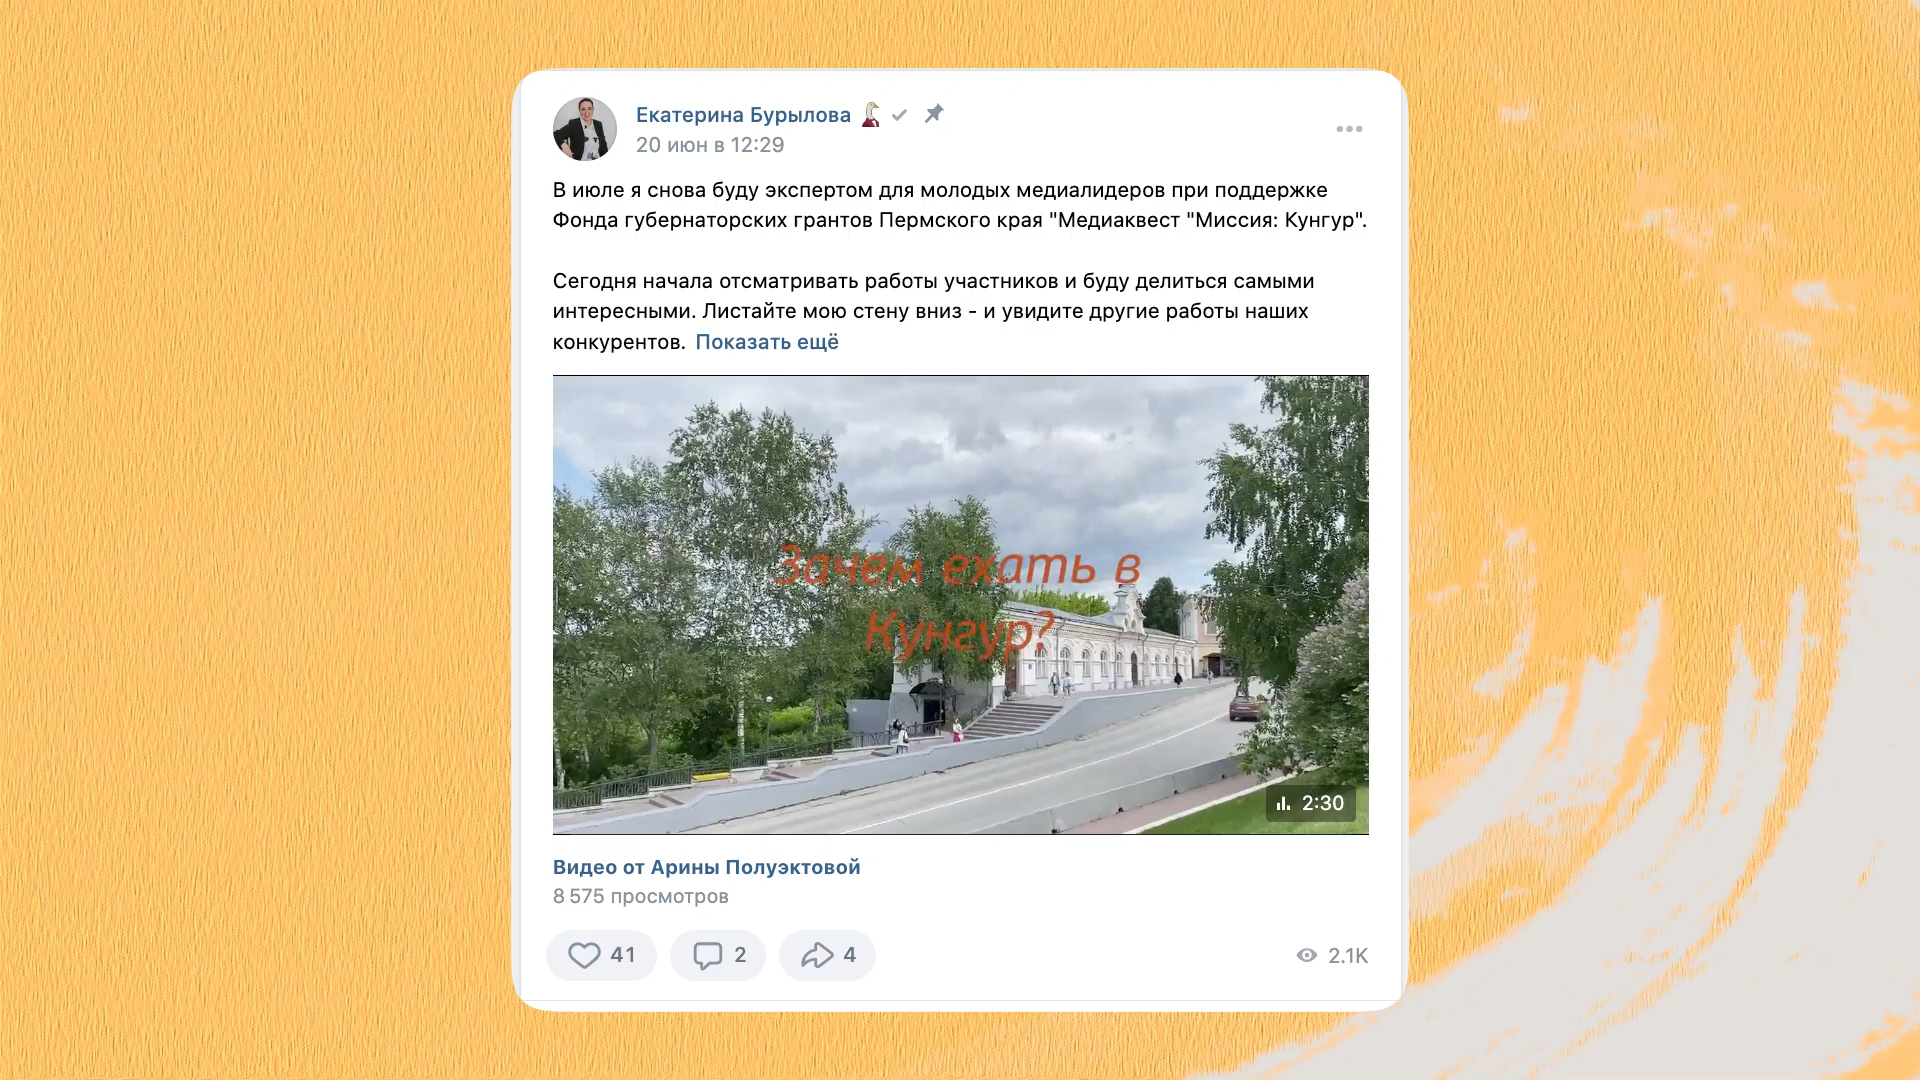 Екатерина Бурылова
20 июн в 12:29
В июле я снова буду экспертом для молодых медиалидеров при поддержке
Фонда губернаторских грантов Пермского края "Медиаквест "Миссия: Кунгур".
Сегодня начала отсматривать работы участников и буду делиться самыми
интересными. Листайте мою стену вниз - и увидите другие работы наших
конкурентов. Показать ещё
Зачем ехать в
Кунгур?
2:30
Видео от Арины Полуэктовой
8 575 просмотров
41 2 4 2.1K